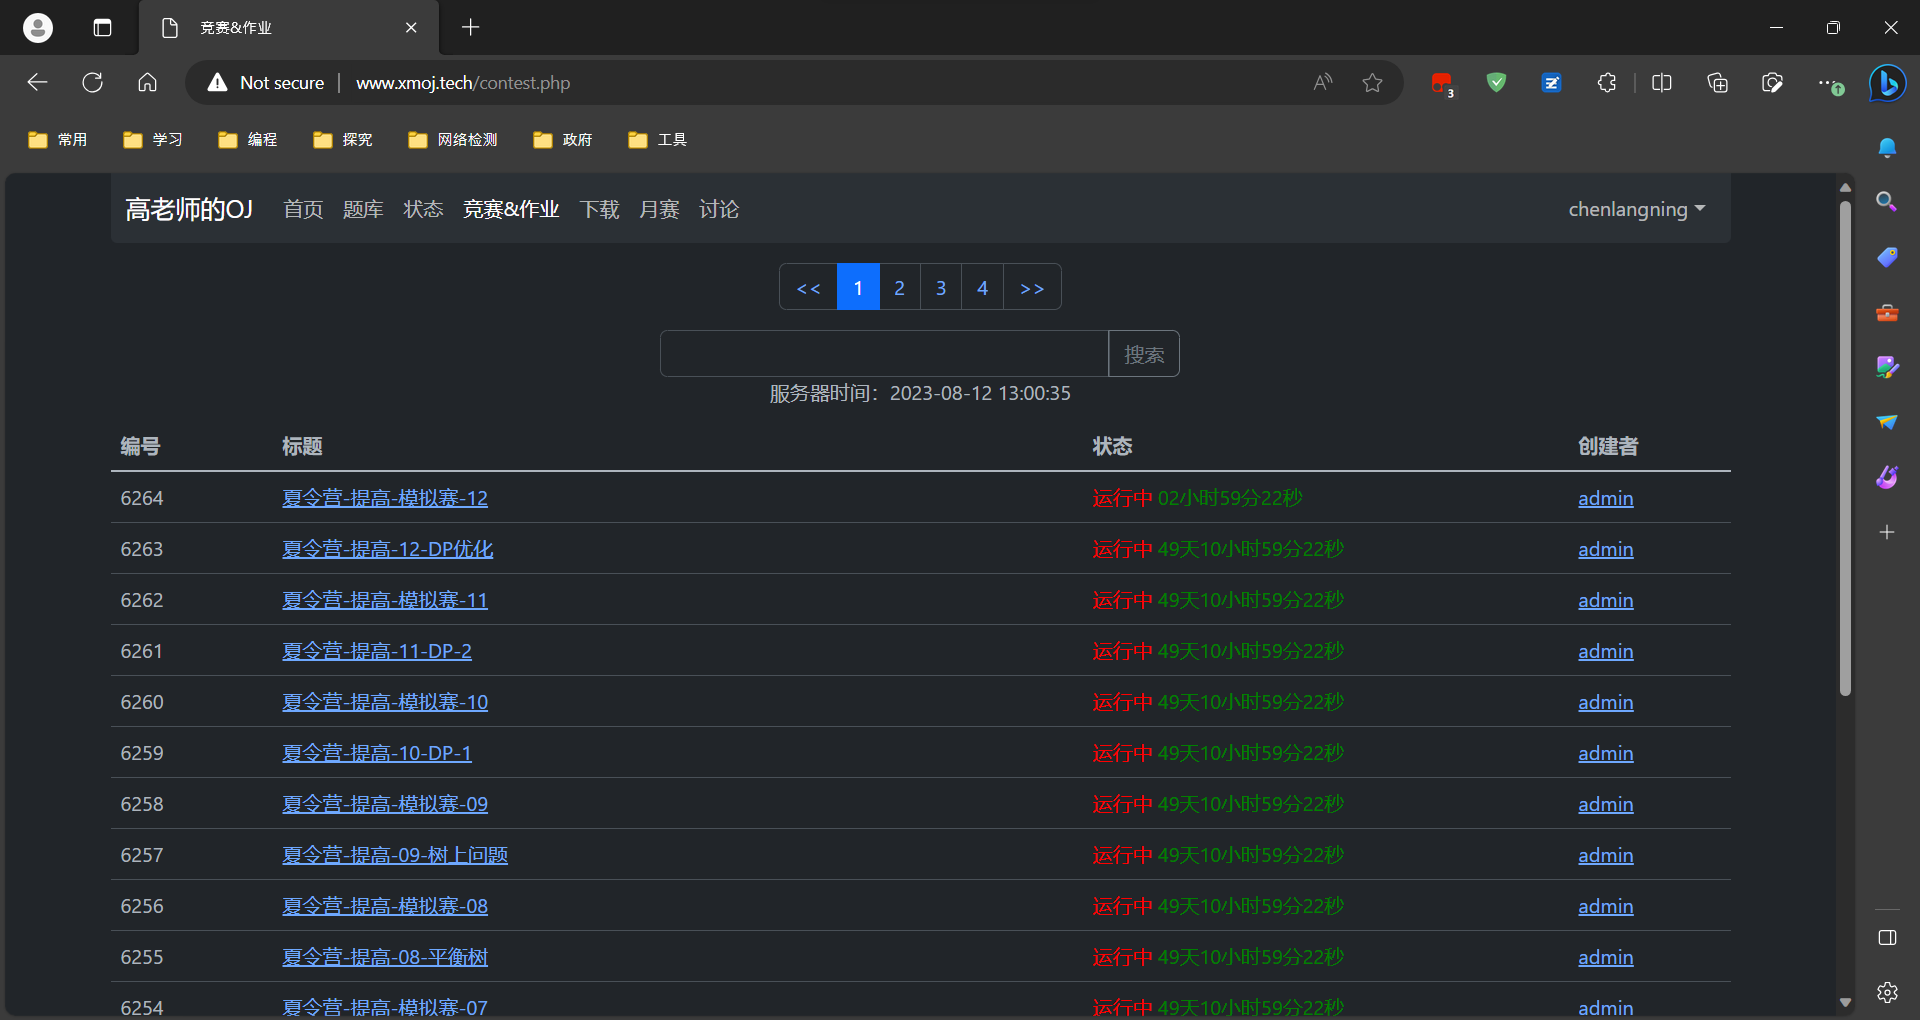 竞赛&作业
Not secure www.xmoj.tech/contest.php
3
常用 学习 编程 探究 网络检测 政府 工具
高老师的OJ 首页 题库 状态 竞赛&作业 下载 月赛 讨论 chenlangning
<< 1 2 3 4 >>
搜索
服务器时间：2023-08-12 13:00:35
编号 标题 状态 创建者
6264 夏令营-提高-模拟赛-12 运行中 02小时59分22秒 admin
6263 夏令营-提高-12-DP优化 运行中 49天10小时59分22秒 admin
6262 夏令营-提高-模拟赛-11 运行中 49天10小时59分22秒 admin
6261 夏令营-提高-11-DP-2 运行中 49天10小时59分22秒 admin
6260 夏令营-提高-模拟赛-10 运行中 49天10小时59分22秒 admin
6259 夏令营-提高-10-DP-1 运行中 49天10小时59分22秒 admin
6258 夏令营-提高-模拟赛-09 运行中 49天10小时59分22秒 admin
6257 夏令营-提高-09-树上问题 运行中 49天10小时59分22秒 admin
6256 夏令营-提高-模拟赛-08 运行中 49天10小时59分22秒 admin
6255 夏令营-提高-08-平衡树 运行中 49天10小时59分22秒 admin
6254 夏令营-提高-模拟赛-07 运行中 49天10小时59分22秒 admin